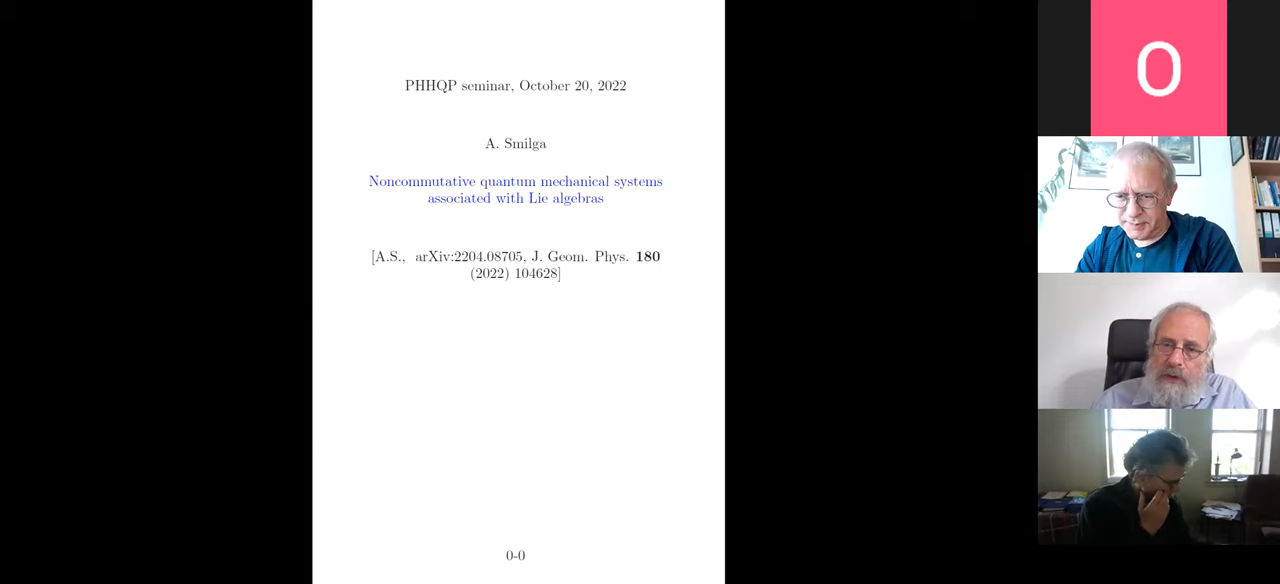 PHHQP seminar, October 20, 2022
A. Smilga
Noncommutative quantum mechanical systems
associated with Lie algebras
[A.S., arXiv:2204.08705, J. Geom. Phys. 180
(2022) 104628]
0-0
O